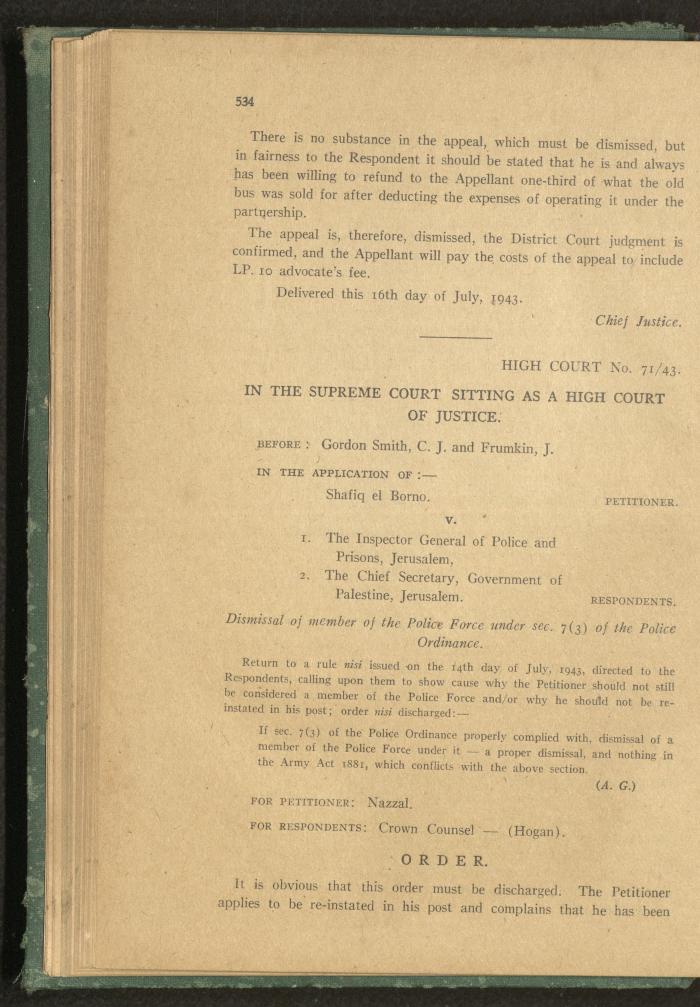 534
There is no substance in the appeal, which must be dismissed, but
in fairness to the Respondent it should be stated that he is and always
has been willing to refund to the Appellant one-third of what the old
bus was sold for after deducting the expenses of operating it under the
partnership.
The appeal is, therefore, dismissed, the District Court judgment is
confirmed, and the Appellant will pay the costs of the appeal to include
LP. 10 advocate's fee.
Delivered this 16th day of July, 1943.
Chief Justice.
HIGH COURT No. 71/43.
IN THE SUPREME COURT SITTING AS A HIGH COURT
OF JUSTICE.
BEFORE: Gordon Smith, C. J. and Frumkin, J.
IN THE APPLICATION OF :—
Shafiq el Borno.
PETITIONER.
v.
1. The Inspector General of Police and
Prisons, Jerusalem,
2. The Chief Secretary, Government of
Palestine, Jerusalem.
RESPONDENTS.
Dismissal of member of the Police Force under sec. 7(3) of the Police
Ordinance.
Return to a rule nisi issued on the 14th day of July, 1943, directed to the
Respondents, calling upon them to show cause why the Petitioner should not still
be considered a member of the Police Force and/or why he should not be re-
instated in his post; order nisi discharged:—
If sec. 7(3) of the Police Ordinance properly complied with, dismissal of a
member of the Police Force under it — a proper dismissal, and nothing in
the Army Act 1881, which conflicts with the above section.
(A. G.)
FOR PETITIONER: Nazzal.
FOR RESPONDENTS: Crown Counsel — (Hogan).
ORDER.
It is obvious that this order must be discharged. The Petitioner
applies to be re-instated in his post and complains that he has been